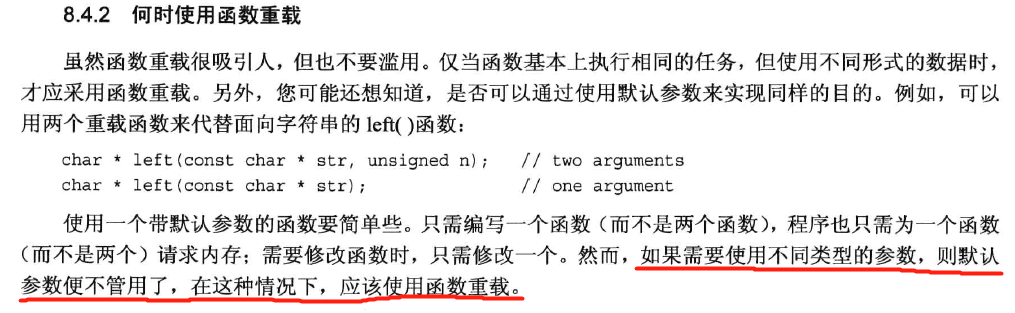 8.4.2 何时使用函数重载
虽然函数重载很吸引人，但也不要滥用。仅当函数基本上执行相同的任务，但使用不同形式的数据时，
才应采用函数重载。另外，您可能还想知道，是否可以通过使用默认参数来实现同样的目的。例如，可以
用两个重载函数来代替面向字符串的 left( )函数：
char * left(const char * str, unsigned n); // two arguments
char * left(const char * str); // one argument
使用一个带默认参数的函数要简单些。只需编写一个函数（而不是两个函数），程序也只需为一个函数
（而不是两个）请求内存；需要修改函数时，只需修改一个。然而，如果需要使用不同类型的参数，则默认
参数便不管用了，在这种情况下，应该使用函数重载。